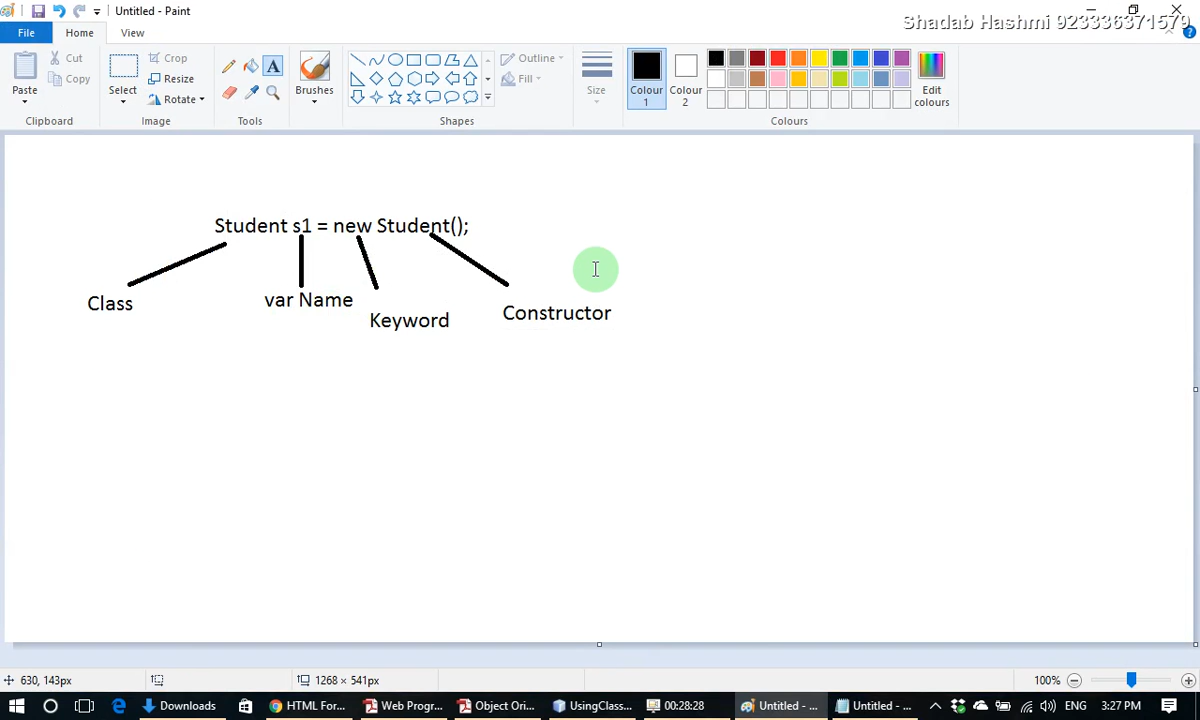 Untitled - Paint
Shadab Hashmi 923336371579
File Home View
Paste
Cut
Copy
Clipboard
Select
Crop
Resize
Rotate
Image
A
Tools
Brushes
Outline
Fill
Shapes
Size
Colour 1
Colour 2
Edit colours
Colours
Student s1 = new Student();
Class
var Name
Keyword
Constructor
630, 143px
1268 × 541px
100%
Downloads
HTML For...
Web Progr...
Object Ori...
UsingClass...
00:28:28
Untitled - ...
Untitled - ...
ENG
3:27 PM